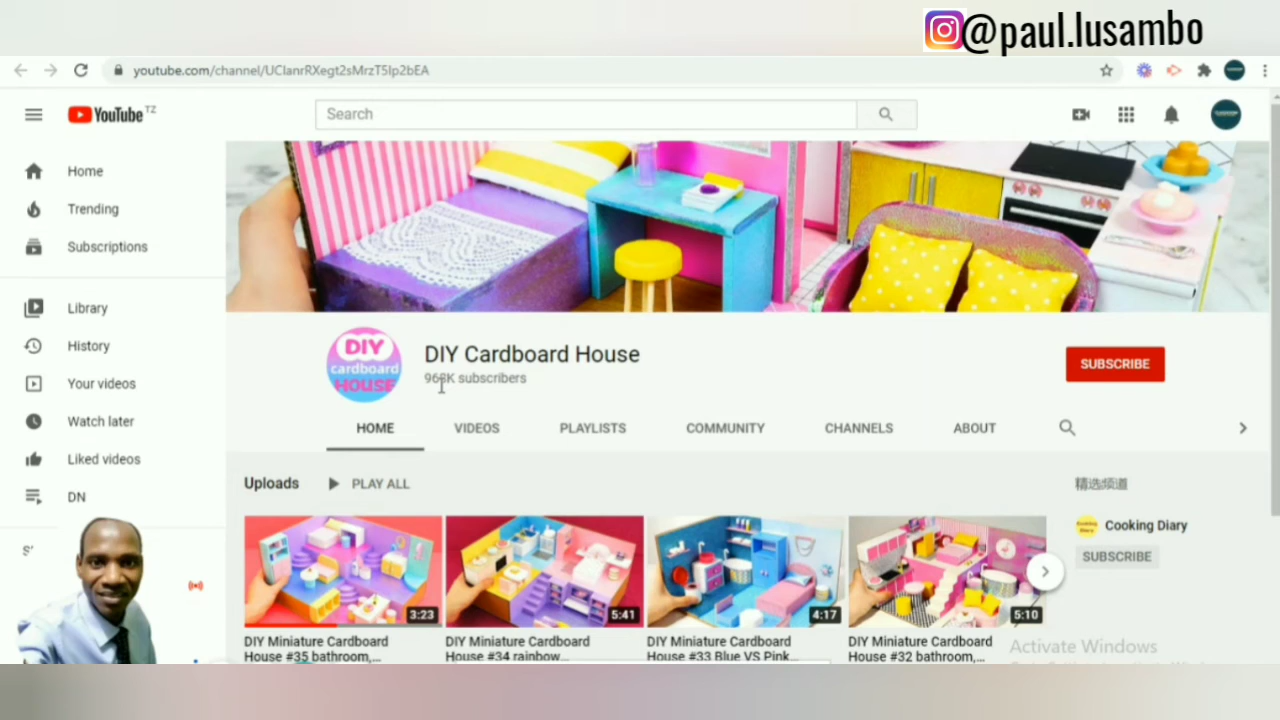 @paul.lusambo
youtube.com/channel/UClanrRXegt2sMrzT5Ip2bEA
YouTube TZ
Search
Home
Trending
Subscriptions
Library
History
Your videos
Watch later
Liked videos
DN
DIY
cardboard
HOUSE
DIY Cardboard House
subscribers
SUBSCRIBE
HOME VIDEOS PLAYLISTS COMMUNITY CHANNELS ABOUT
Uploads PLAY ALL
精选频道
Cooking Diary
SUBSCRIBE
3:23
5:41
4:17
5:10
DIY Miniature Cardboard
House #35 bathroom,...
DIY Miniature Cardboard
House #34 rainbow...
DIY Miniature Cardboard
House #33 Blue VS Pink...
DIY Miniature Cardboard
House #32 bathroom,...
Activate Windows